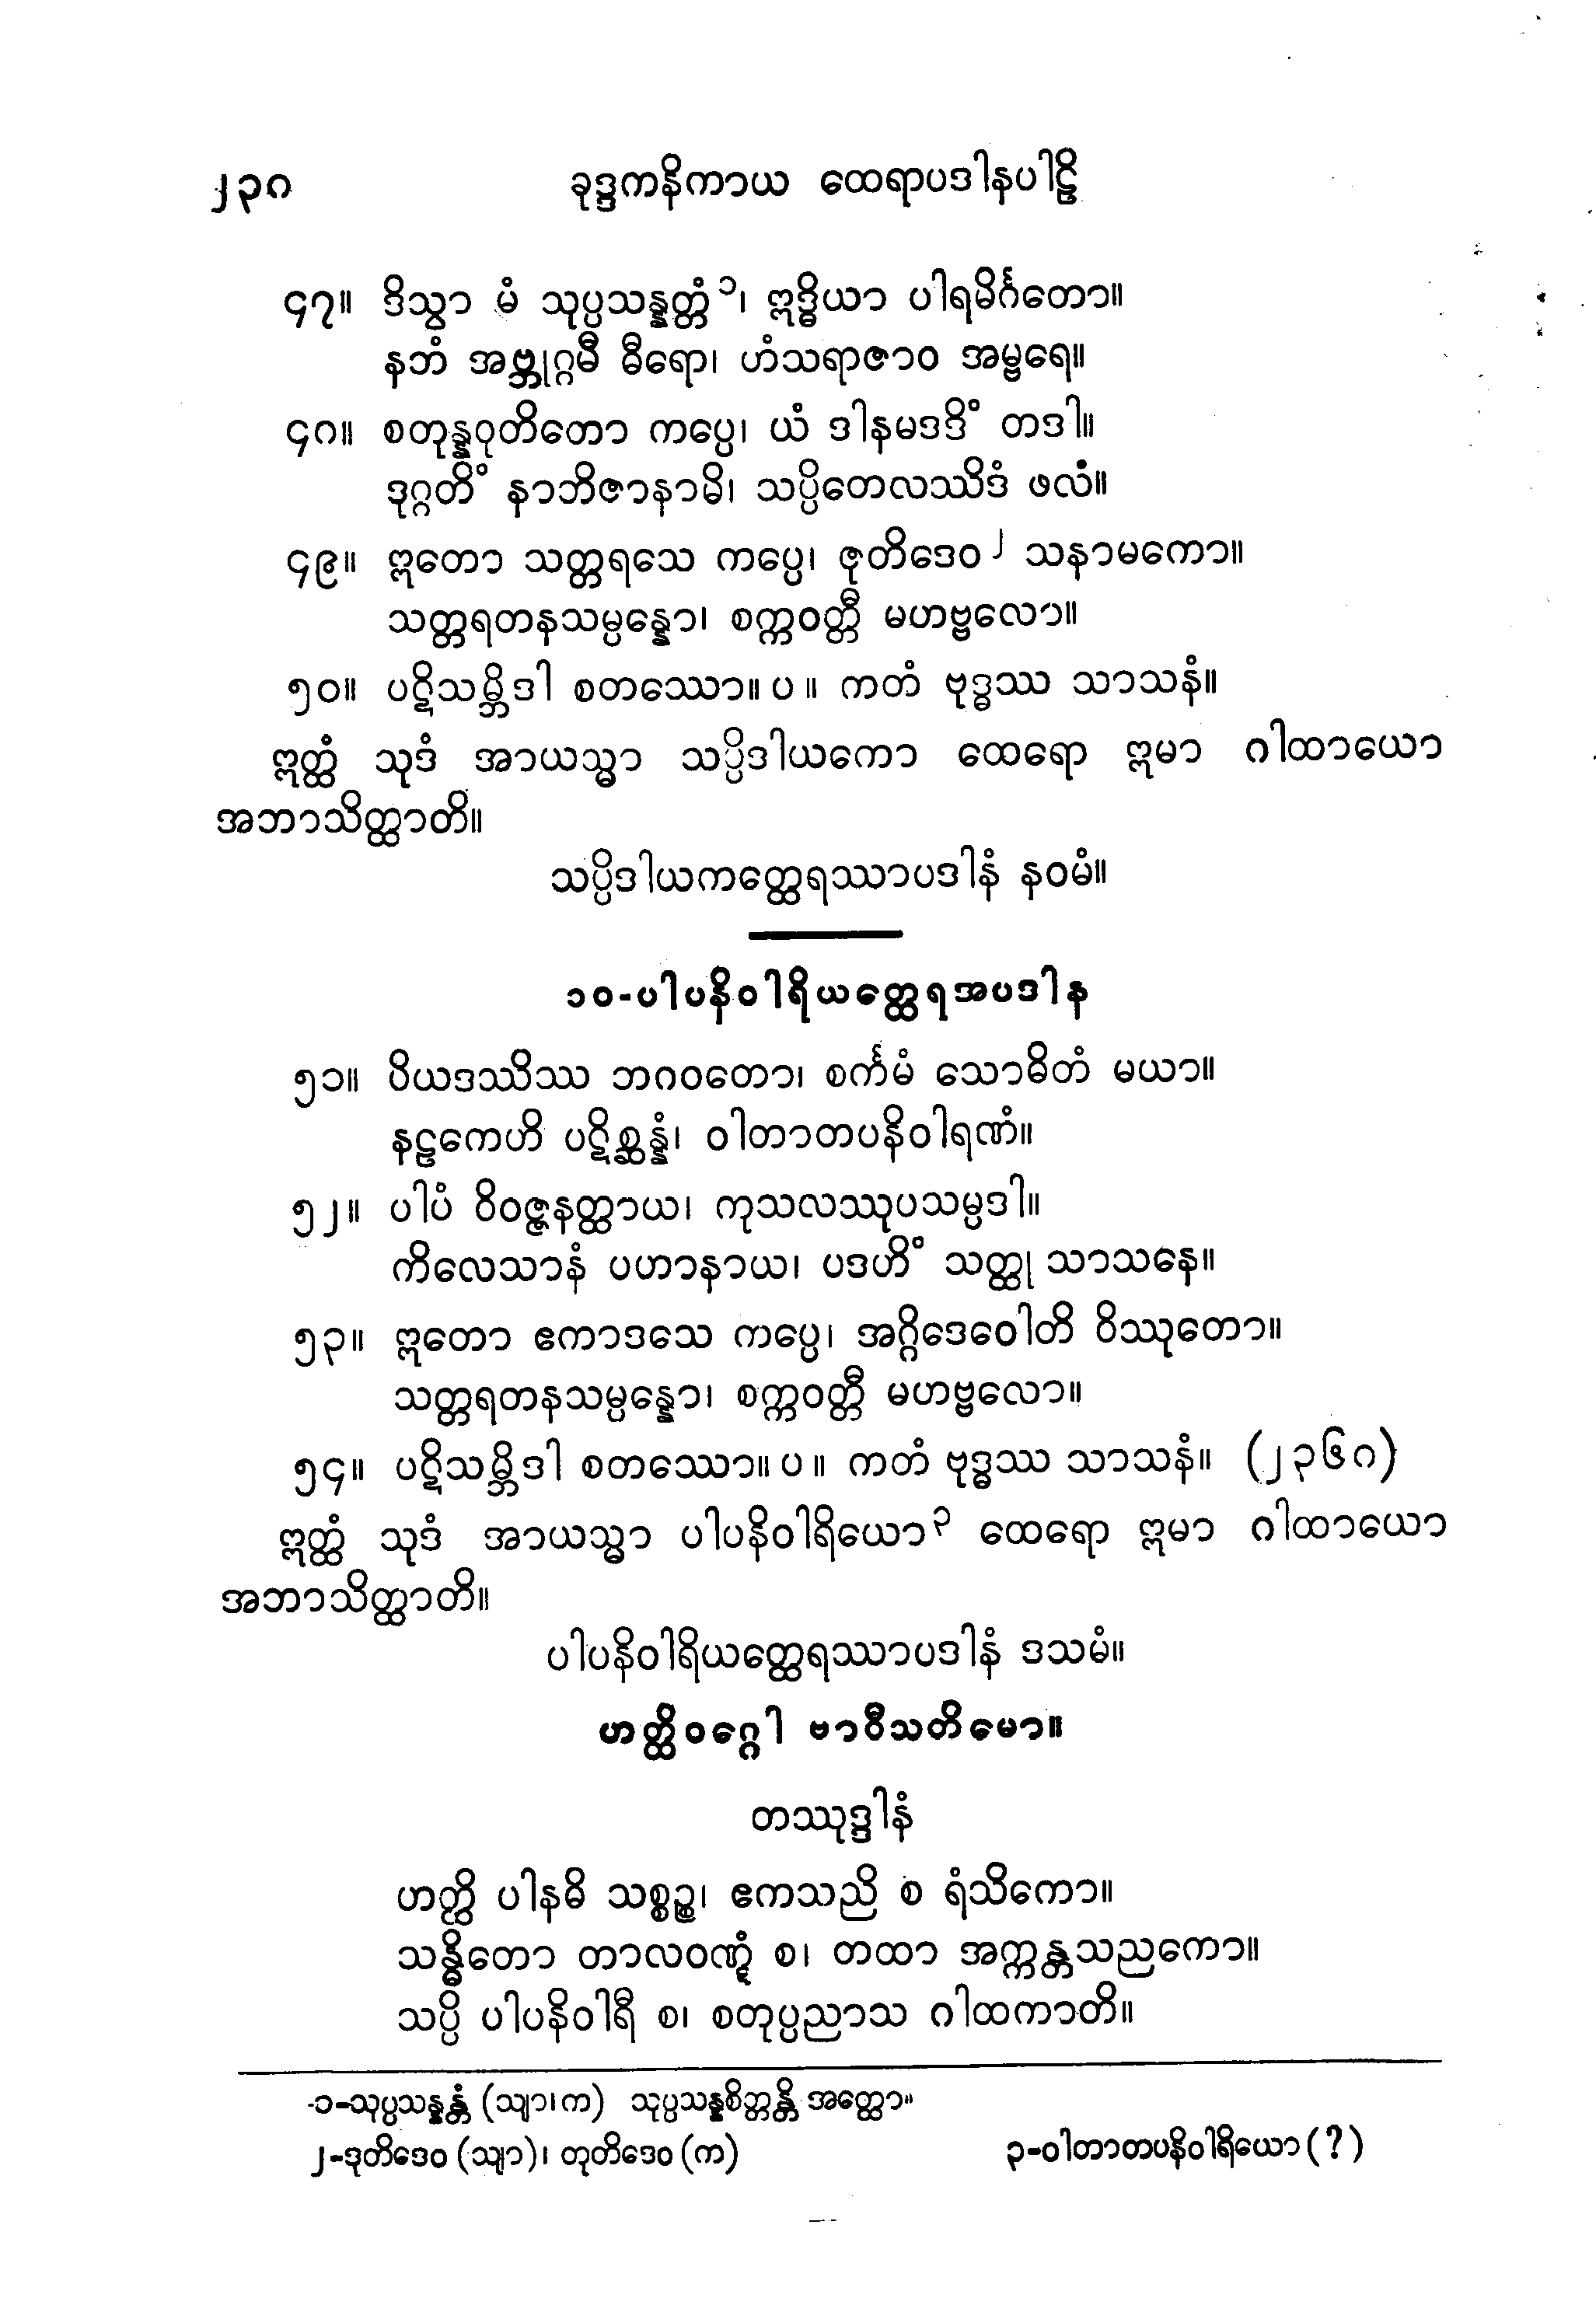 ၂၃၈ ခုဒ္ဒကနိကာယ ထေရာပဒါနပါဠိ
၄၇။ ဒိသွာ မံ သုပ္ပသန္နတ္တံ၁၊ ဣဒ္ဓိယာ ပါရမိင်္ဂတော။
နဘံ အဗ္ဘုဂ္ဂမီ ဓီရော၊ ဟံသရာဇာဝ အမ္ဗရေ။
၄၈။ စတုန္နဝုတိတော ကပ္ပေ၊ ယံ ဒါနမဒဒိံ တဒါ။
ဒုဂ္ဂတိံ နာဘိဇာနာမိ၊ သပ္ပိတေလဿိဒံ ဖလံ။
၄၉။ ဣတော သတ္တရသေ ကပ္ပေ၊ ဇုတိဒေဝ၂ သနာမကော။
သတ္တရတနသမ္ပန္နော၊ စက္ကဝတ္တီ မဟဗ္ဗလော။
၅၀။ ပဋိသမ္ဘိဒါ စတဿော။ ပ ။ ကတံ ဗုဒ္ဓဿ သာသနံ။
ဣတ္ထံ သုဒံ အာယသ္မာ သပ္ပိဒါယကော ထေရော ဣမာ ဂါထာယော
အဘာသိတ္ထာတိ။
သပ္ပိဒါယကတ္ထေရဿာပဒါနံ နဝမံ။
၁၀-ပါပနိဝါရိယတ္ထေရအပဒါန
၅၁။ ပိယဒဿိဿ ဘဂဝတော၊ စင်္ကမံ သောဓိတံ မယာ။
နဠကေဟိ ပဋိစ္ဆန္နံ၊ ဝါတာတပနိဝါရဏံ။
၅၂။ ပါပံ ဝိဝဇ္ဇနတ္ထာယ၊ ကုသလဿုပသမ္ပဒါ။
ကိလေသာနံ ပဟာနာယ၊ ပဒဟိံ သတ္ထု သာသနေ။
၅၃။ ဣတော ဧကာဒသေ ကပ္ပေ၊ အဂ္ဂိဒေဝေါတိ ဝိဿုတော။
သတ္တရတနသမ္ပန္နော၊ စက္ကဝတ္တီ မဟဗ္ဗလော။
၅၄။ ပဋိသမ္ဘိဒါ စတဿော။ ပ ။ ကတံ ဗုဒ္ဓဿ သာသနံ။ (၂၃၆၈)
ဣတ္ထံ သုဒံ အာယသ္မာ ပါပနိဝါရိယော၃ ထေရော ဣမာ ဂါထာယော
အဘာသိတ္ထာတိ။
ပါပနိဝါရိယတ္ထေရဿာပဒါနံ ဒသမံ။
ဟတ္ထိဝဂ္ဂေါ ဗာဝီသတိမော။
တဿုဒ္ဒါနံ
ဟတ္ထိ ပါနဓိ သစ္စဉ္စ၊ ဧကသညိ စ ရံသိကော။
သန္ဓိတော တာလဝဏ္ဋံ စ၊ တထာ အက္ကန္တသညကော။
သပ္ပိ ပါပနိဝါရီ စ၊ စတုပ္ပညာသ ဂါထကာတိ။
၁-သုပ္ပသန္နန္တံ (သျာ၊က) သုပ္ပသန္နစိတ္တန္တိ အတ္ထော။
၂-ဒုတိဒေဝ (သျာ)၊ တုတိဒေဝ (က) ၃-ဝါတာတပနိဝါရိယော (?)